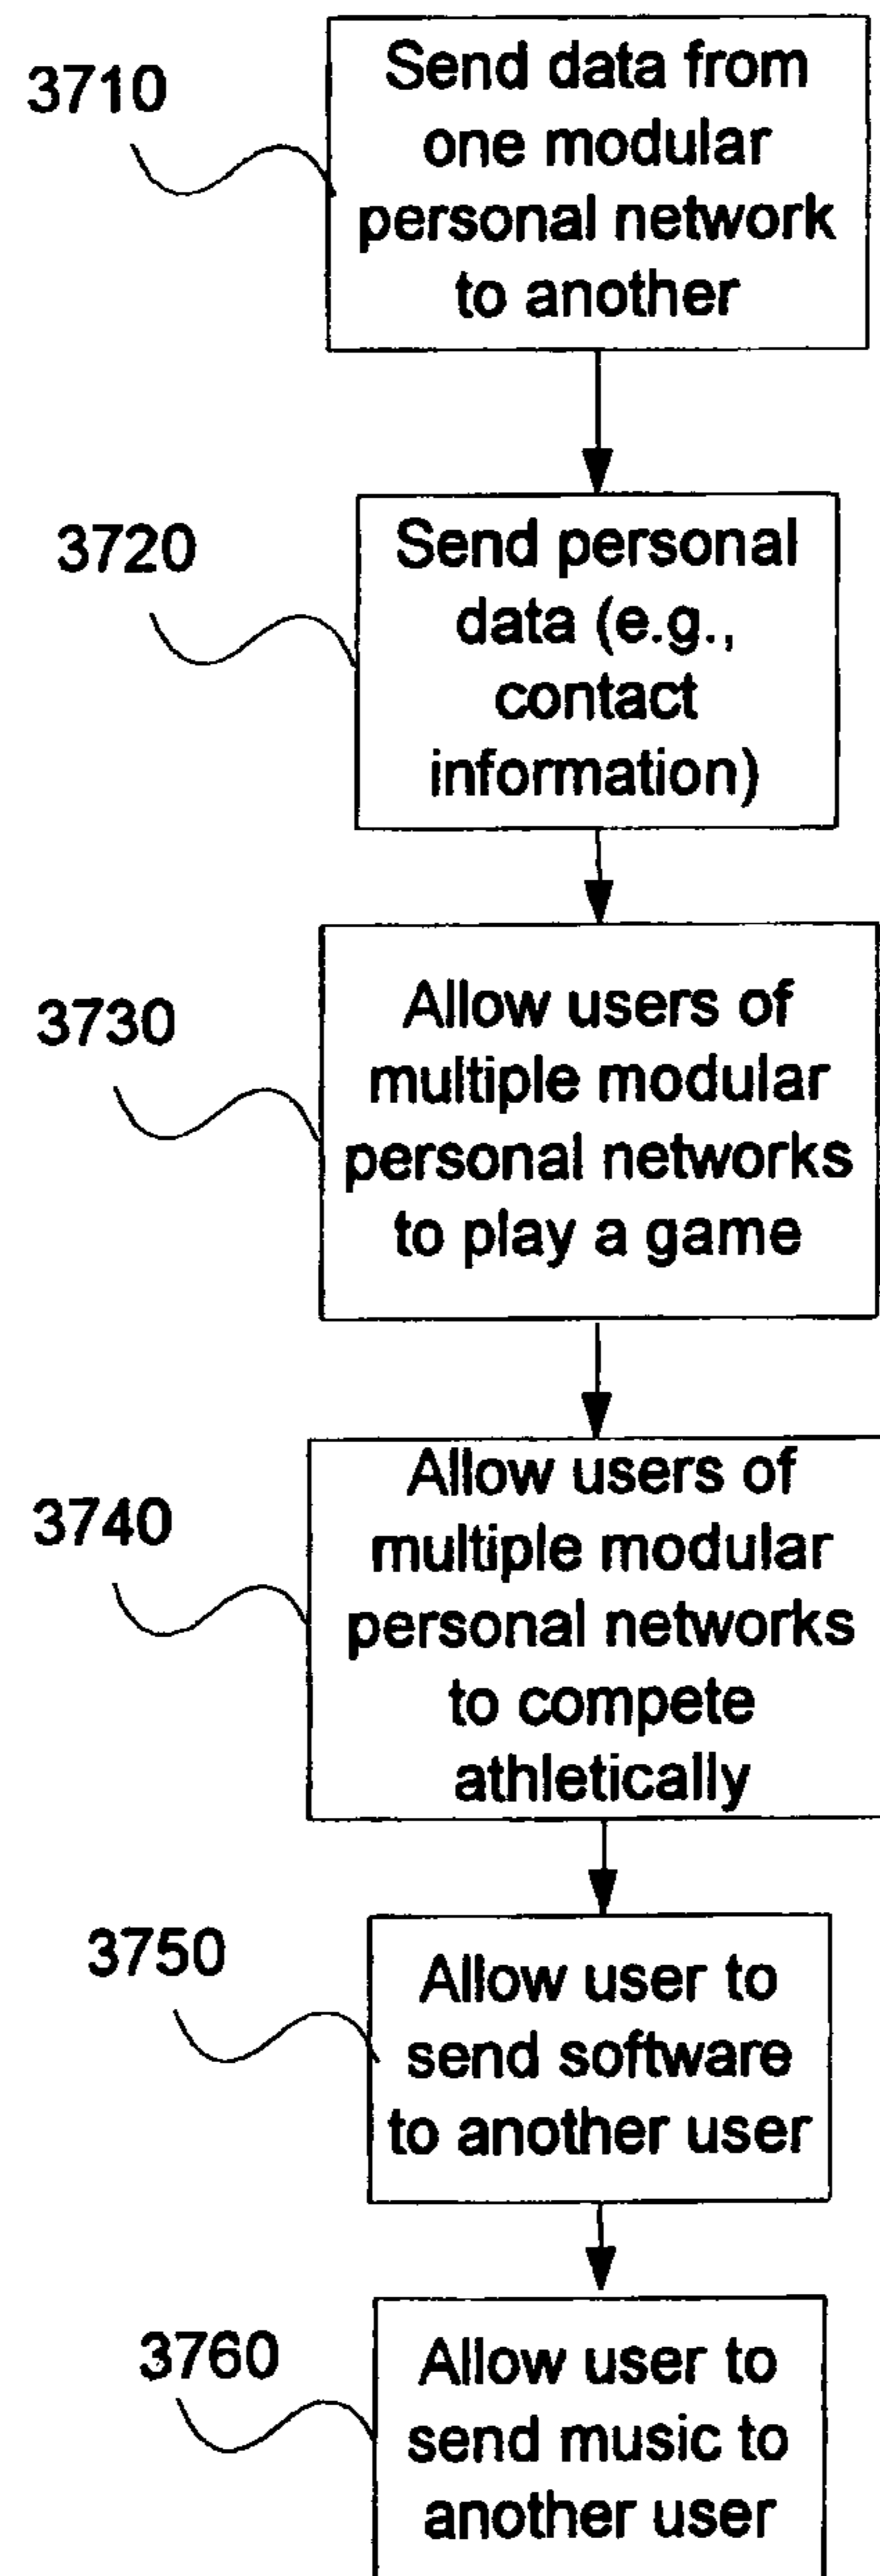 3710
Send data from
one modular
personal network
to another
3720
Send personal
data (e.g.,
contact
information)
3730
Allow users of
multiple modular
personal networks
to play a game
3740
Allow users of
multiple modular
personal networks
to compete
athletically
3750
Allow user to
send software
to another user
3760
Allow user to
send music to
another user